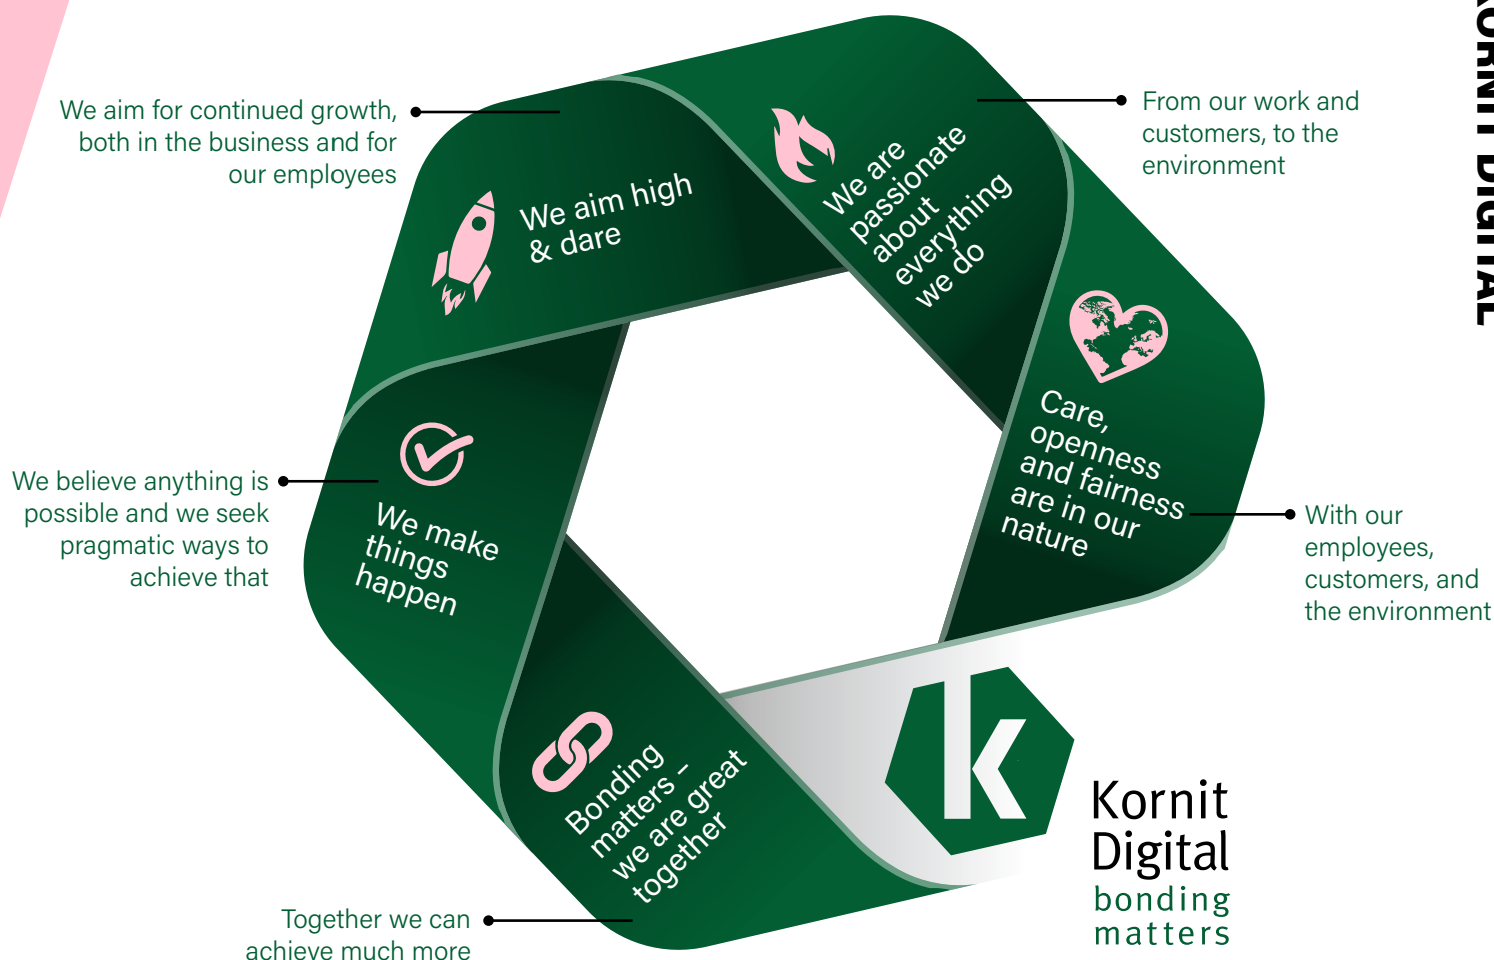 We aim for continued growth,
both in the business and for
our employees
We aim high
& dare
We are
passionate
about
everything
we do
From our work and
customers, to the
environment
KORNIT DIGITAL
Care,
openness
and fairness
are in our
nature
With our
employees,
customers, and
the environment
We believe anything is
possible and we seek
pragmatic ways to
achieve that
We make
things
happen
Bonding
matters –
we are great
together
Together we can
achieve much more
k
Kornit
Digital
bonding
matters